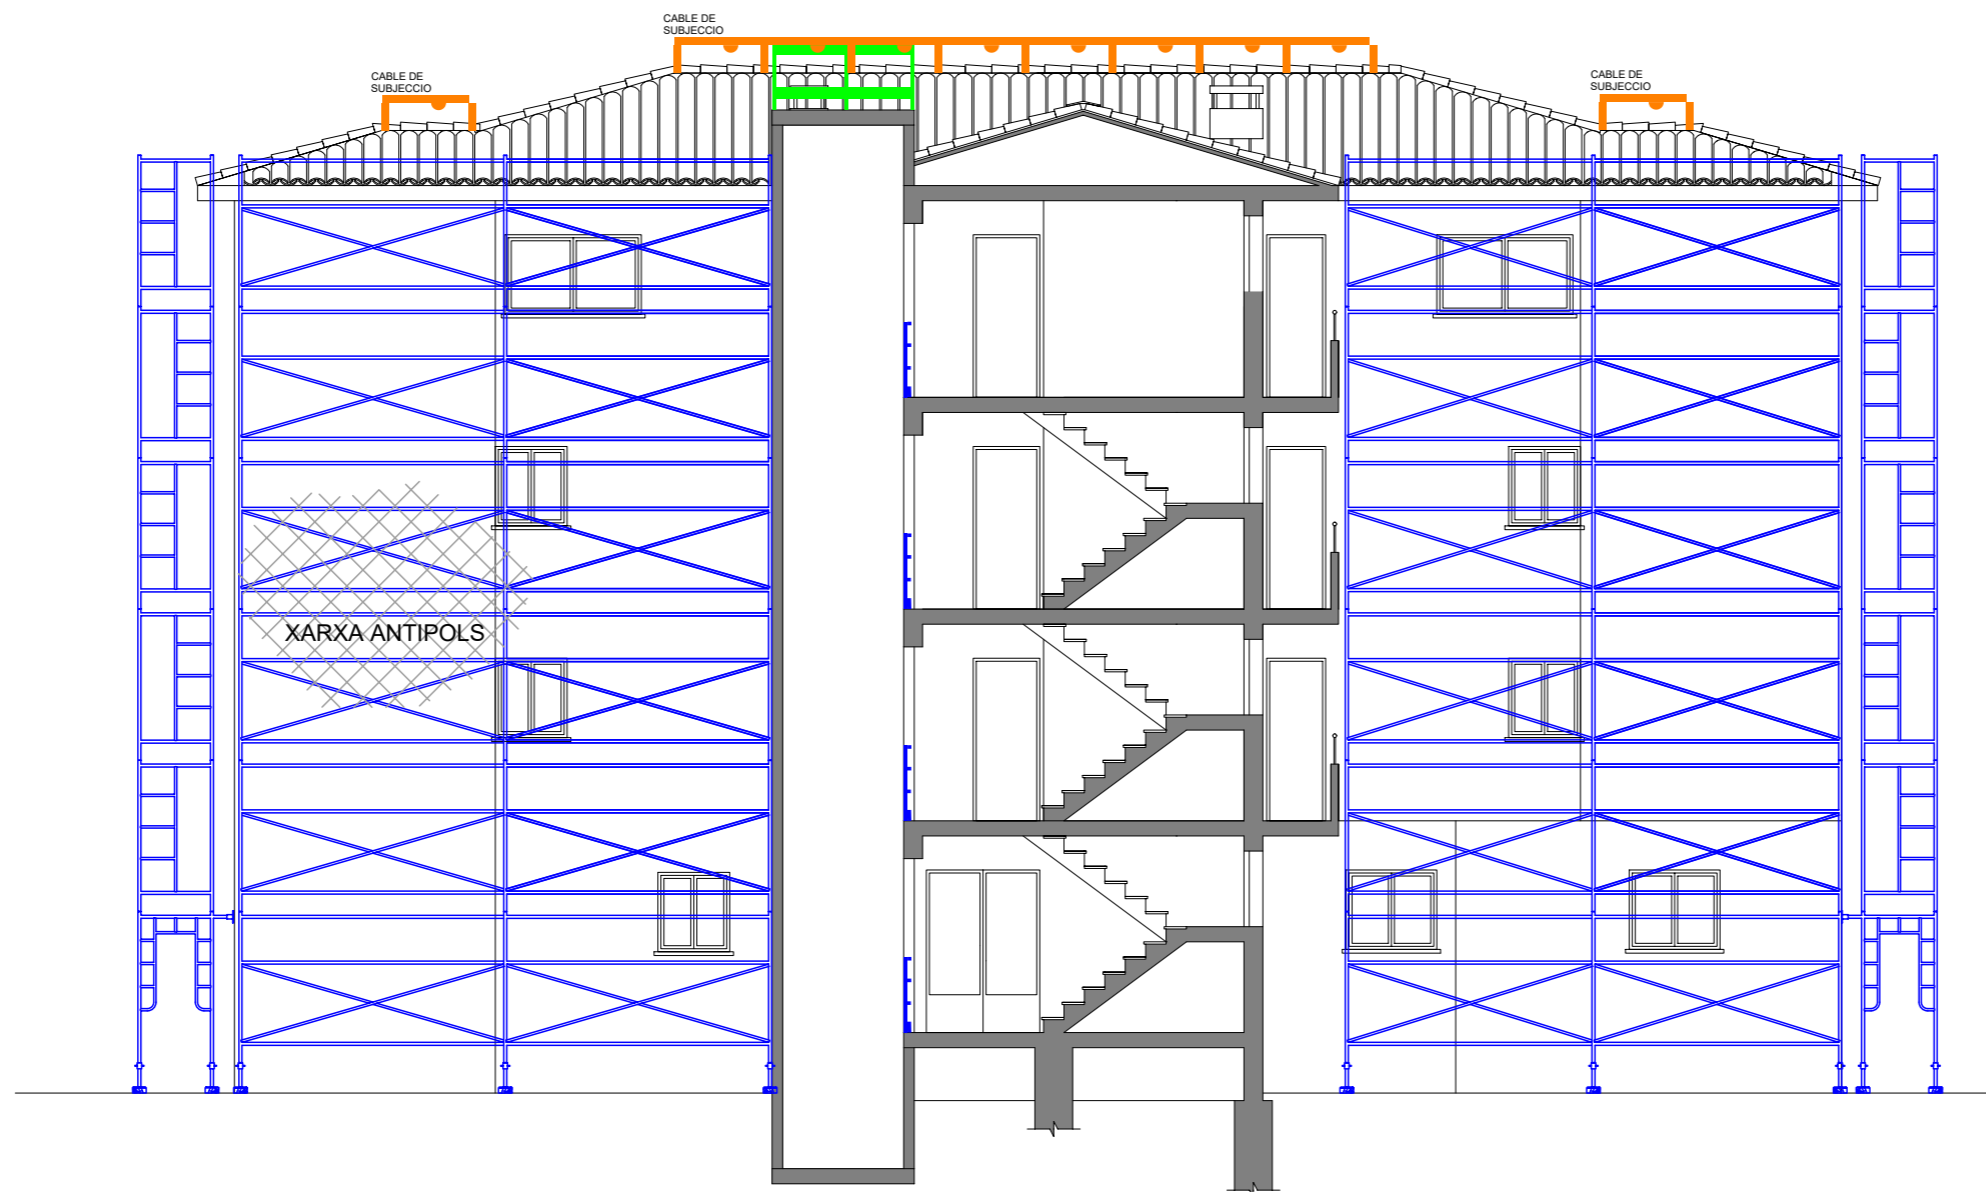 CABLE DE
SUBJECCIO
CABLE DE
SUBJECCIO
CABLE DE
SUBJECCIO
XARXA ANTIPOLS